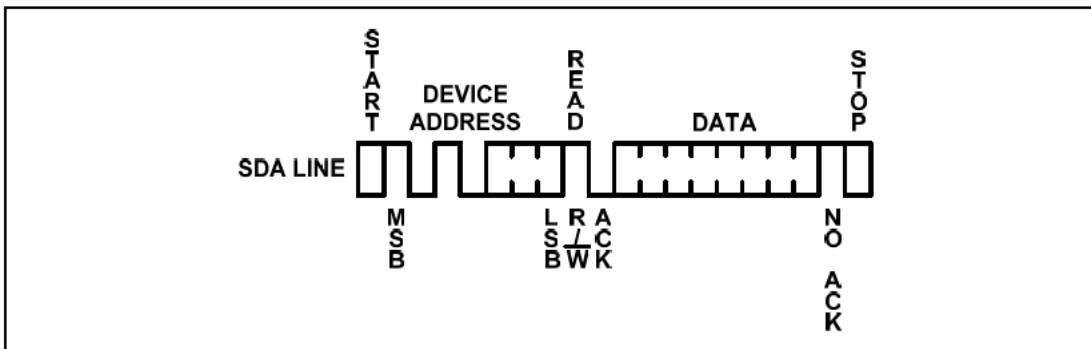 START
DEVICE
ADDRESS
READ
DATA
STOP
SDA LINE
MSB
LSB
R/W
ACK
NO ACK